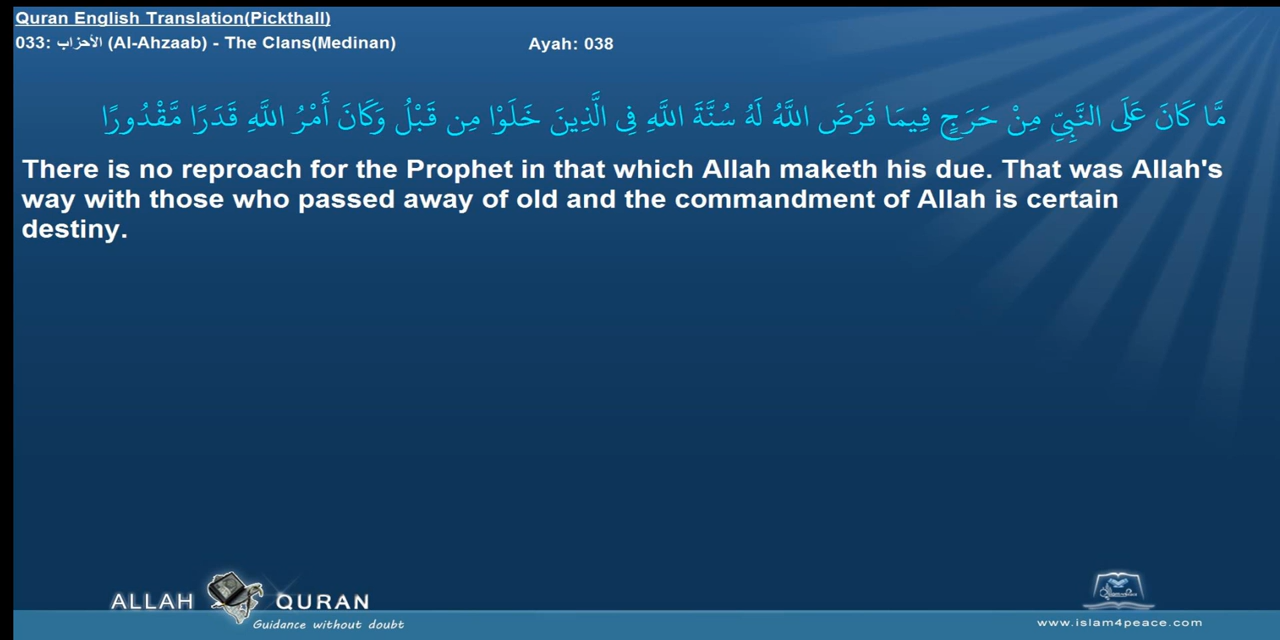 Quran English Translation(Pickthall)
033: الأحزاب (Al-Ahzaab) - The Clans(Medinan) Ayah: 038
مَّا كَانَ عَلَى النَّبِيِّ مِنْ حَرَجٍ فِيمَا فَرَضَ اللَّهُ لَهُ سُنَّةَ اللَّهِ فِي الَّذِينَ خَلَوْا مِن قَبْلُ وَكَانَ أَمْرُ اللَّهِ قَدَرًا مَّقْدُورًا
There is no reproach for the Prophet in that which Allah maketh his due. That was Allah's
way with those who passed away of old and the commandment of Allah is certain
destiny.
ALLAH QURAN
Guidance without doubt
www.islam4peace.com